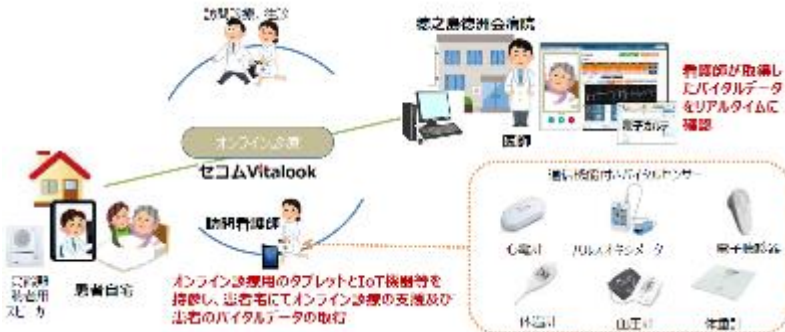 訪問診療、往診
徳之島徳洲会病院
看護師が取得し
たバイタルデータ
をリアルタイムに
確認
電子カルテ
医師
オンライン診療
セコムVitalook
通信機能付バイタルセンサー
訪問看護師
心電計
パルスオキシメータ
電子聴診器
患者自宅
スピーカ
オンライン診療用のタブレットとIoT機器等を
持参し、患者宅にてオンライン診療の支援及び
患者のバイタルデータの取得
体温計
血圧計
体重計